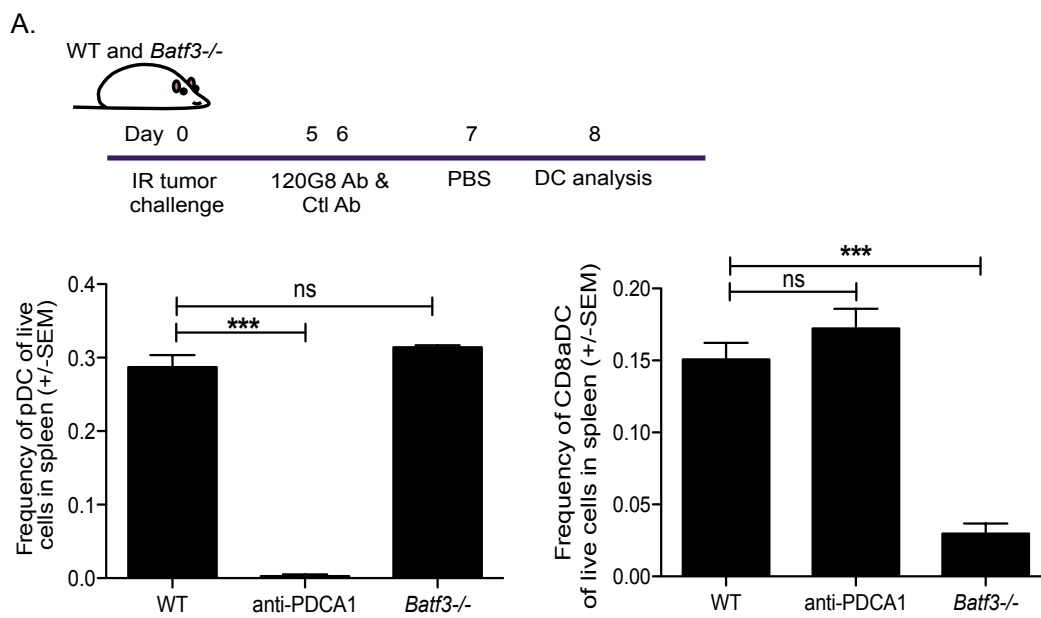 A.
WT and Batf3-/-
Day 0 5 6 7 8
IR tumor challenge
120G8 Ab & Ctl Ab
PBS
DC analysis
Frequency of pDC of live
cells in spleen (+/-SEM)
0.4
0.3
0.2
0.1
0.0
ns
***
WT anti-PDCA1 Batf3-/-
Frequency of CD8aDC
of live cells in spleen (+/-SEM)
0.20
0.15
0.10
0.05
0.00
***
ns
WT anti-PDCA1 Batf3-/-